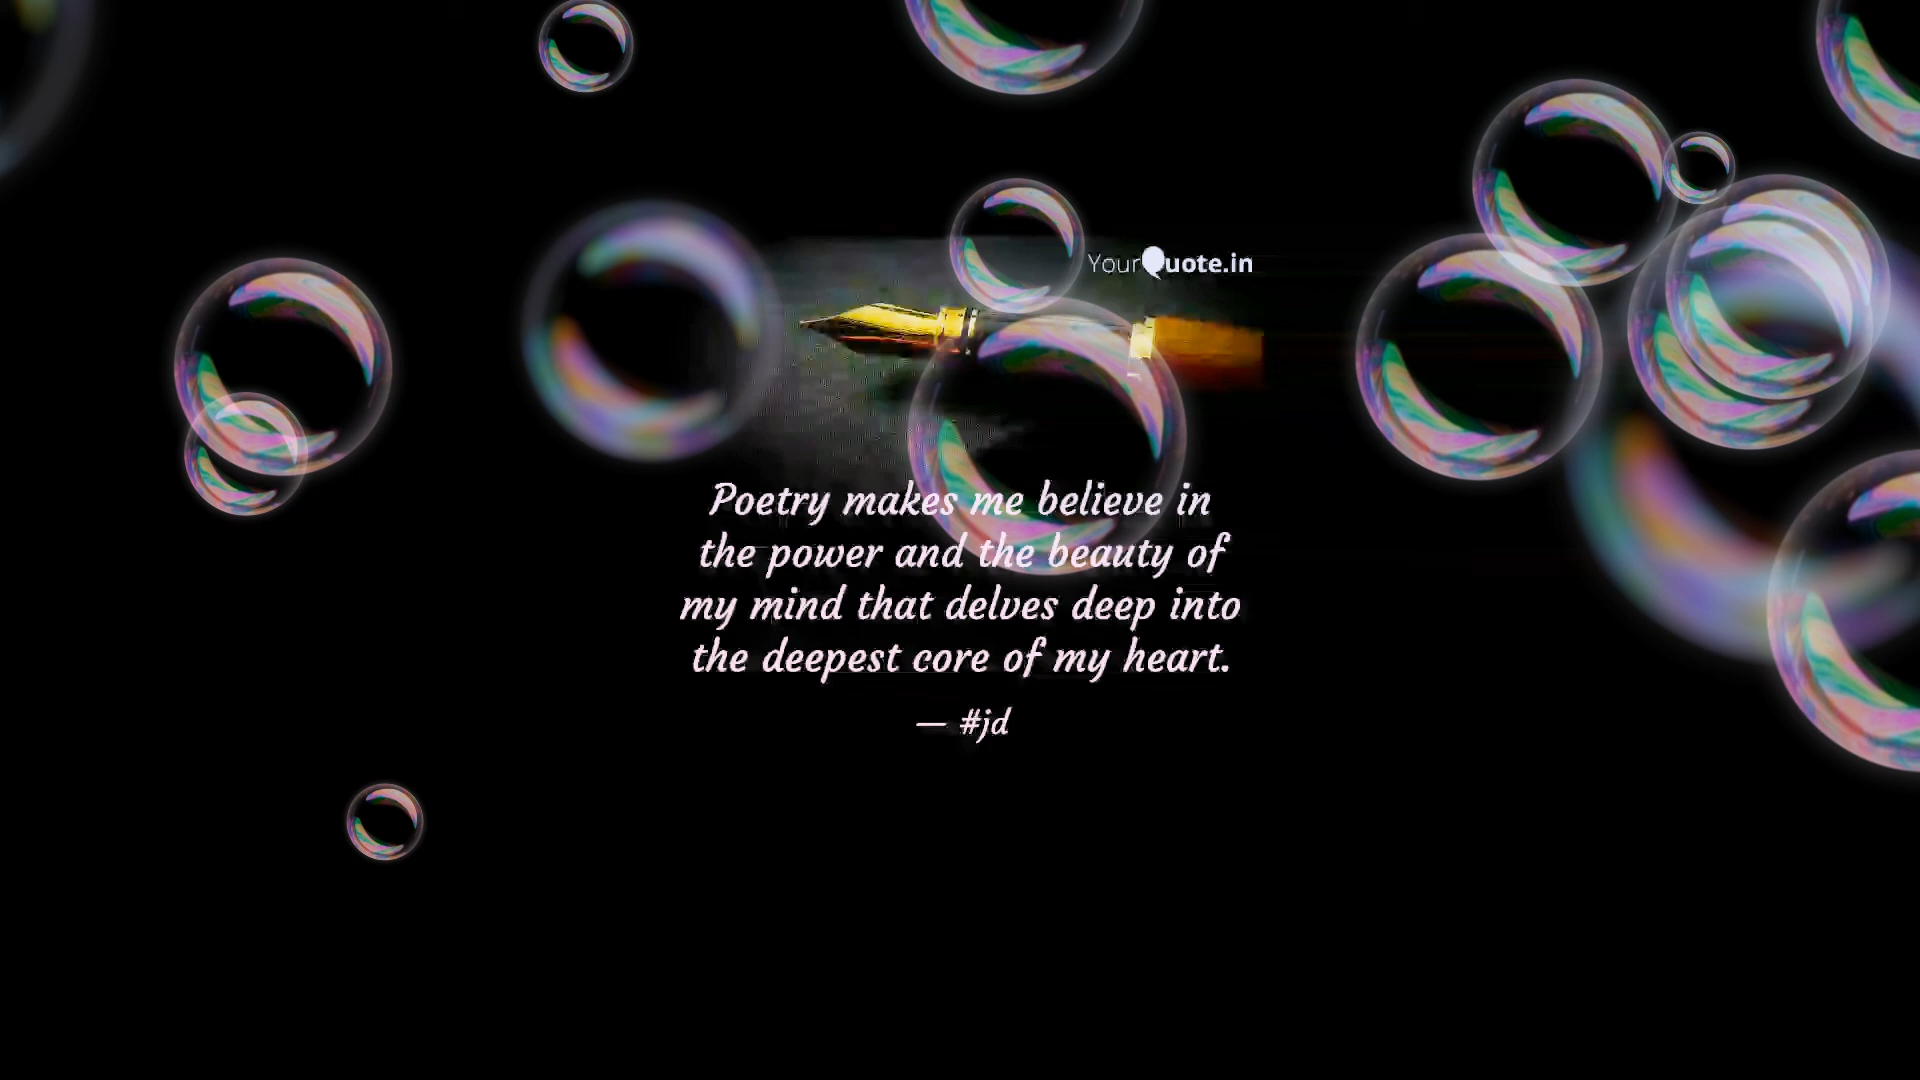 YourQuote.in
Poetry makes me believe in
the power and the beauty of
my mind that delves deep into
the deepest core of my heart.
— #jd